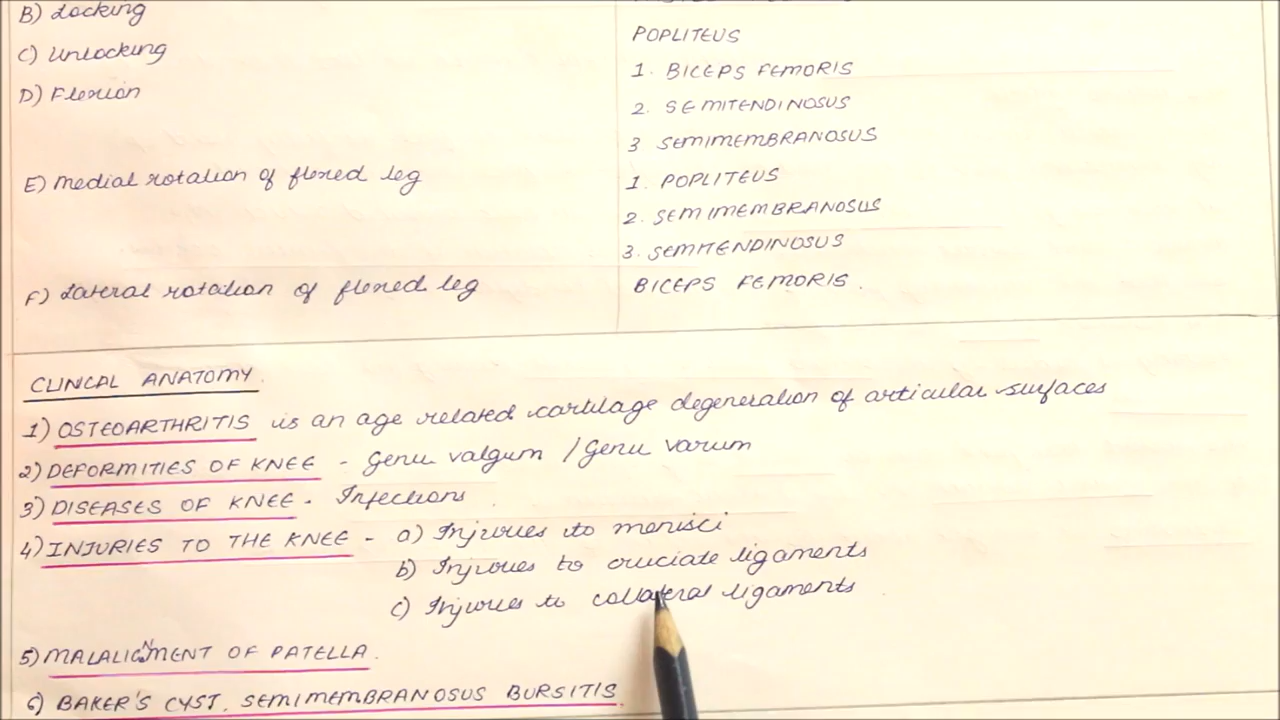 B) Locking
C) Unlocking
POPLITEUS
D) Flexion
1. BICEPS FEMORIS
2. SEMITENDINOSUS
3 SEMIMEMBRANOSUS
E) Medial rotation of flexed leg
1. POPLITEUS
2. SEMIMEMBRANOSUS
3. SEMITENDINOSUS
F) Lateral rotation of flexed leg
BICEPS FEMORIS.
CLINICAL ANATOMY.
1) OSTEOARTHRITIS is an age related cartilage degeneration of articular surfaces
2) DEFORMITIES OF KNEE - Genu valgum / Genu varum
3) DISEASES OF KNEE - Infections.
4) INJURIES TO THE KNEE - a) Injuries to menisci
b) Injuries to cruciate ligaments
c) Injuries to collateral ligaments
5) MALALIGNMENT OF PATELLA.
6) BAKER'S CYST, SEMIMEMBRANOSUS BURSITIS.